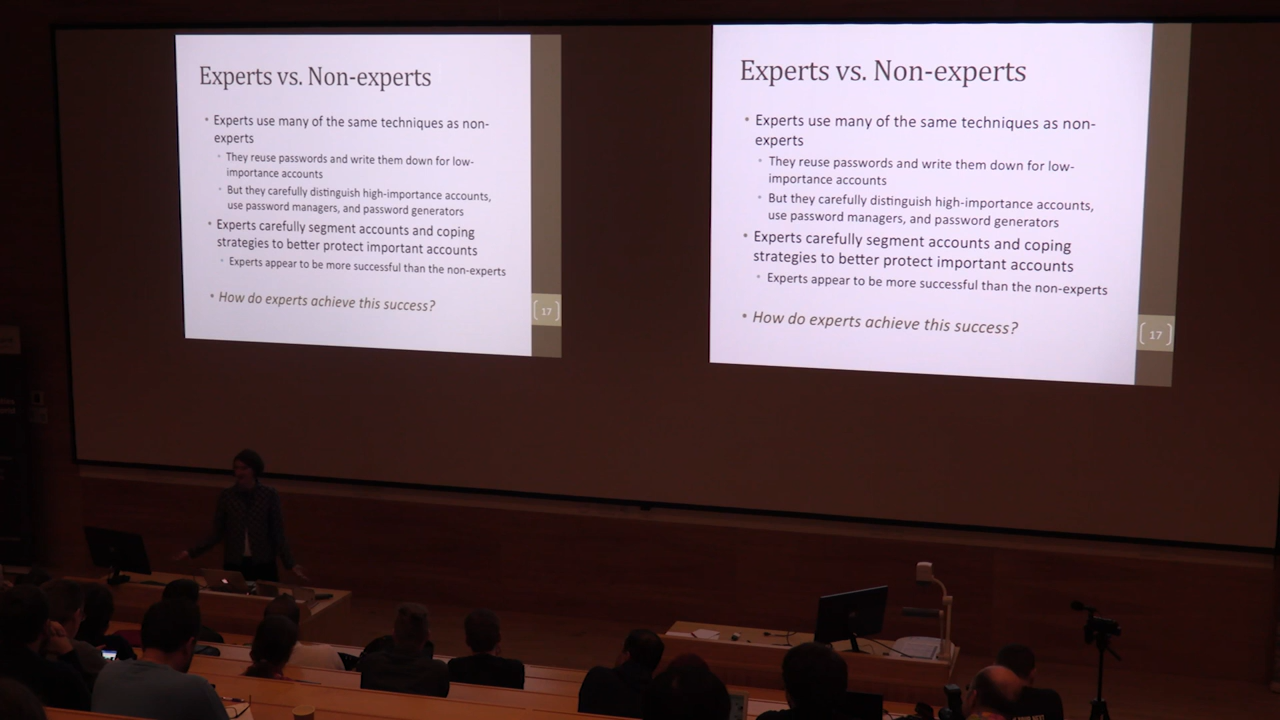 Experts vs. Non-experts
• Experts use many of the same techniques as non-
experts
• They reuse passwords and write them down for low-
importance accounts
• But they carefully distinguish high-importance accounts,
use password managers, and password generators
• Experts carefully segment accounts and coping
strategies to better protect important accounts
• Experts appear to be more successful than the non-experts
• How do experts achieve this success?
17
Experts vs. Non-experts
• Experts use many of the same techniques as non-
experts
• They reuse passwords and write them down for low-
importance accounts
• But they carefully distinguish high-importance accounts,
use password managers, and password generators
• Experts carefully segment accounts and coping
strategies to better protect important accounts
• Experts appear to be more successful than the non-experts
• How do experts achieve this success?
17